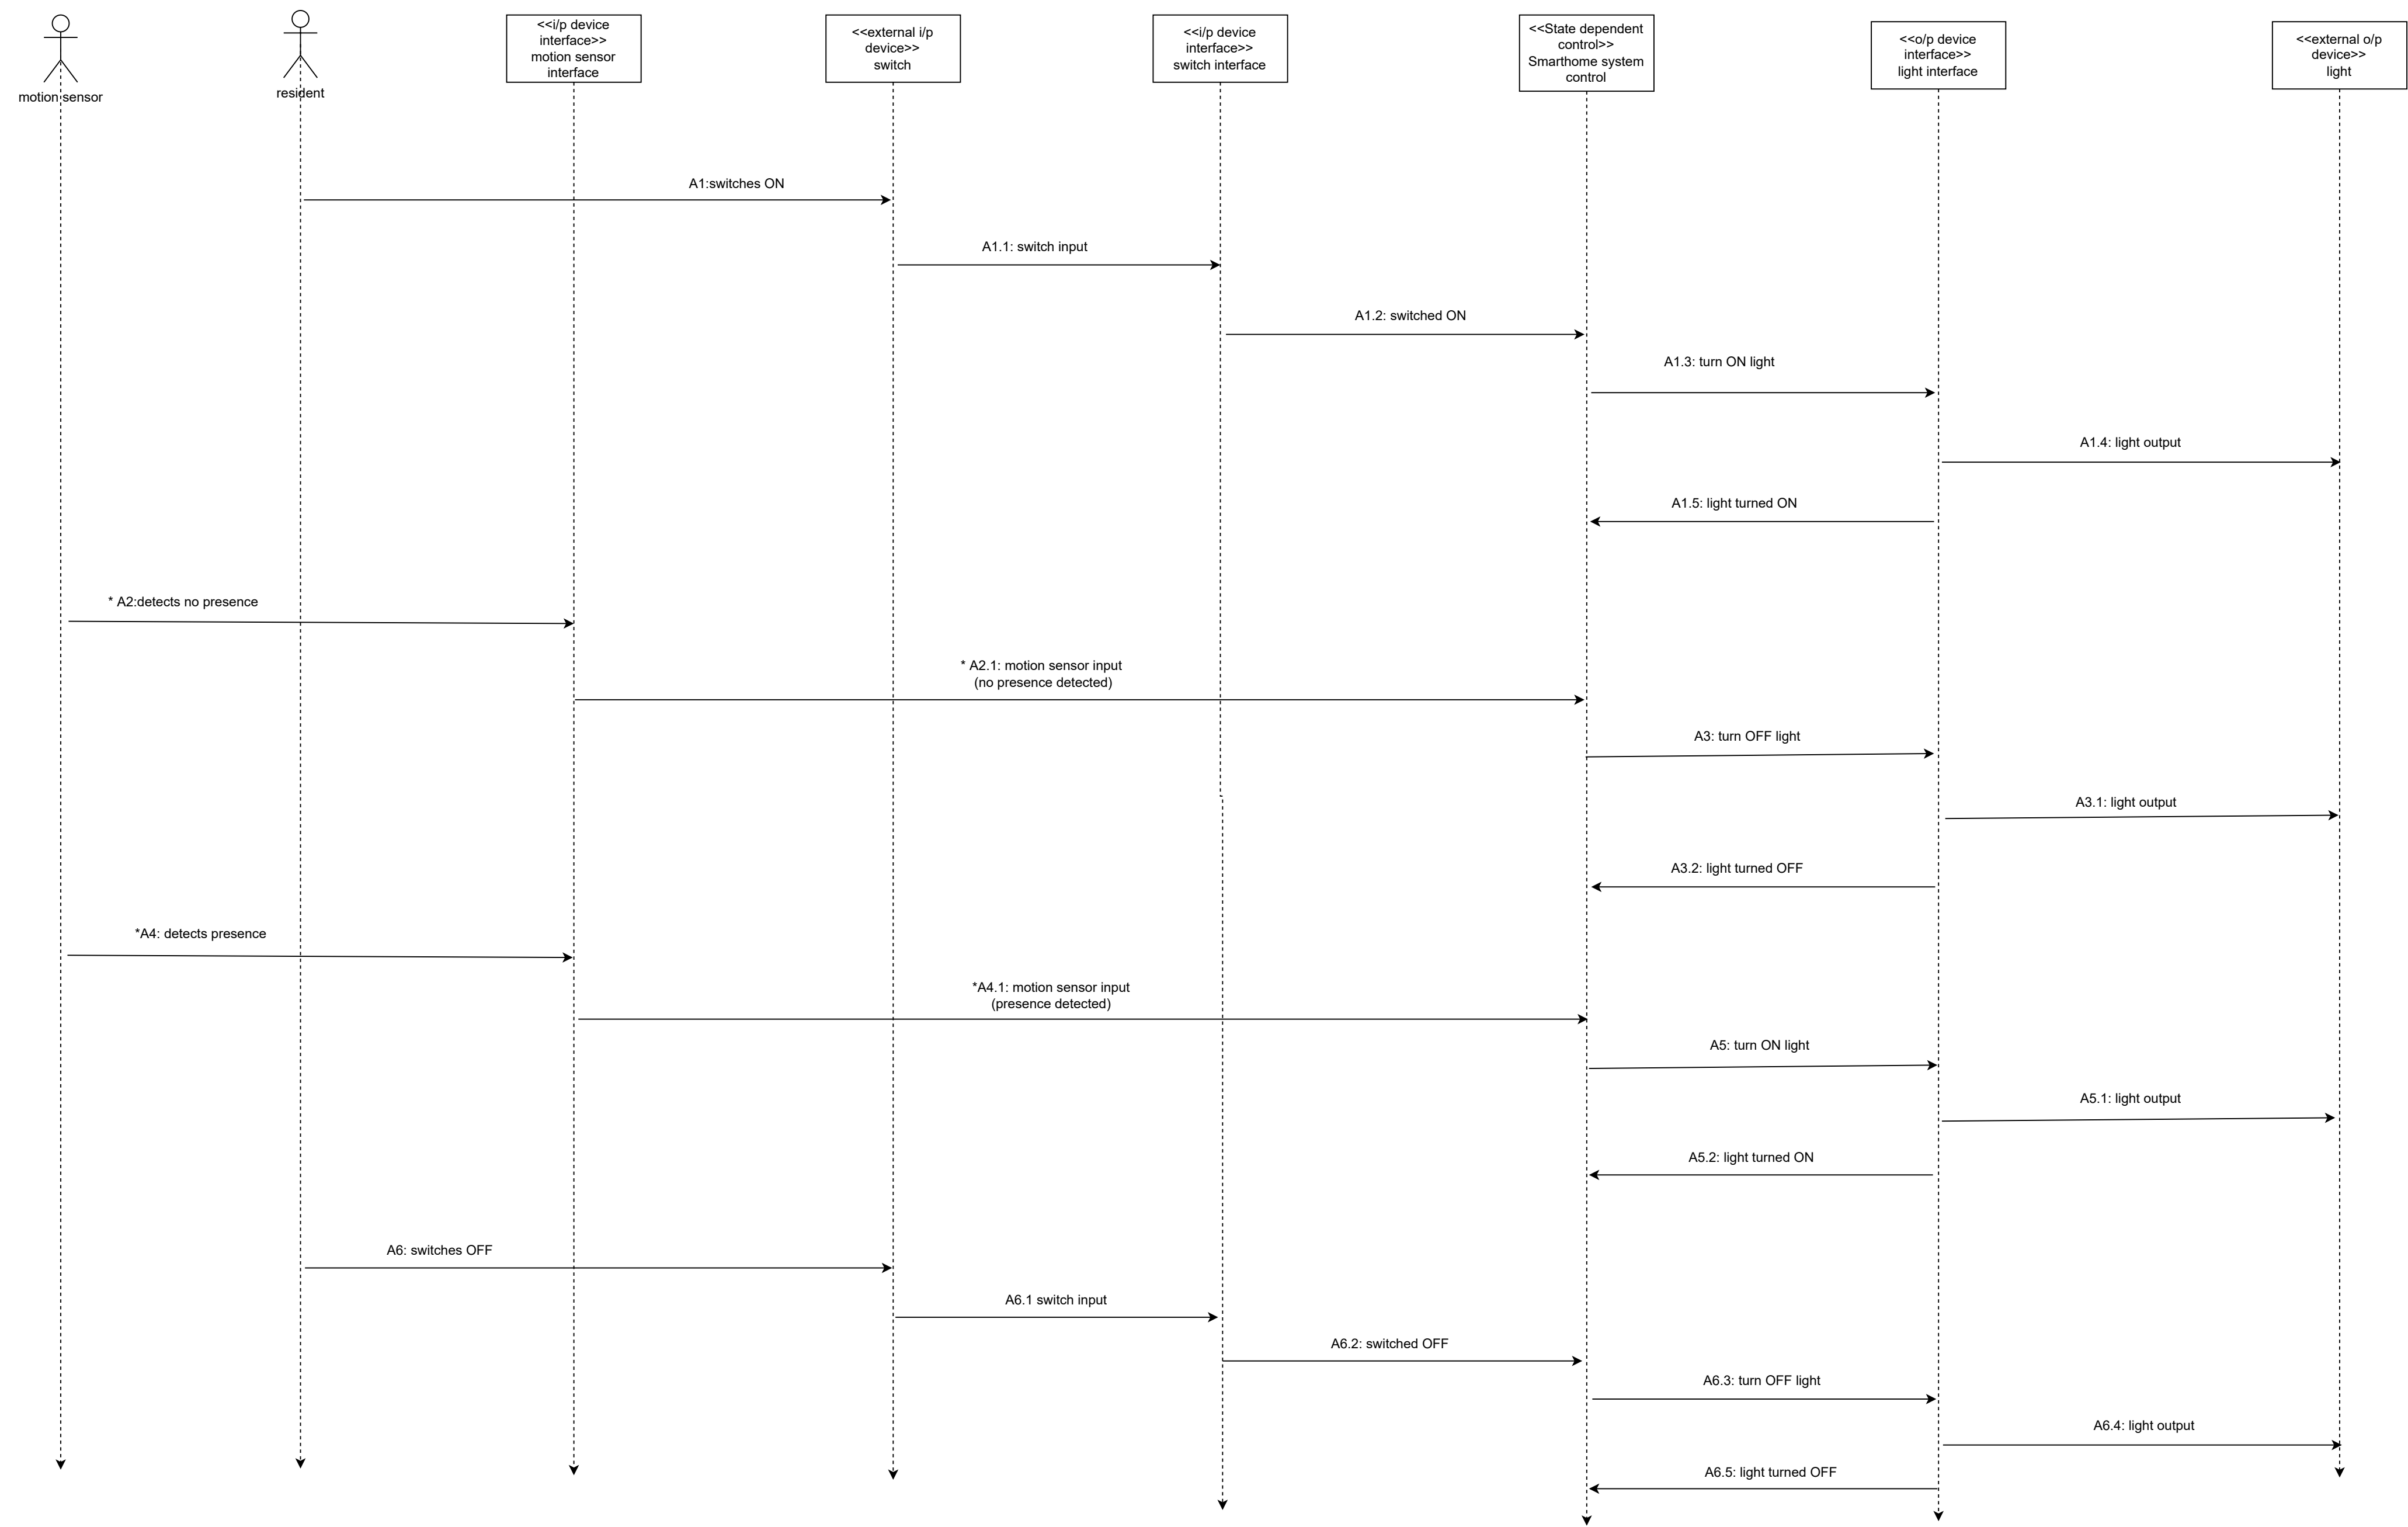 motion sensor
resident
<<i/p device
interface>>
motion sensor
interface
<<external i/p
device>>
switch
<<i/p device
interface>>
switch interface
<<State dependent
control>>
Smarthome system
control
<<o/p device
interface>>
light interface
<<external o/p
device>>
light
A1:switches ON
A1.1: switch input
A1.2: switched ON
A1.3: turn ON light
A1.4: light output
A1.5: light turned ON
* A2:detects no presence
* A2.1: motion sensor input
(no presence detected)
A3: turn OFF light
A3.1: light output
A3.2: light turned OFF
*A4: detects presence
*A4.1: motion sensor input
(presence detected)
A5: turn ON light
A5.1: light output
A5.2: light turned ON
A6: switches OFF
A6.1 switch input
A6.2: switched OFF
A6.3: turn OFF light
A6.4: light output
A6.5: light turned OFF